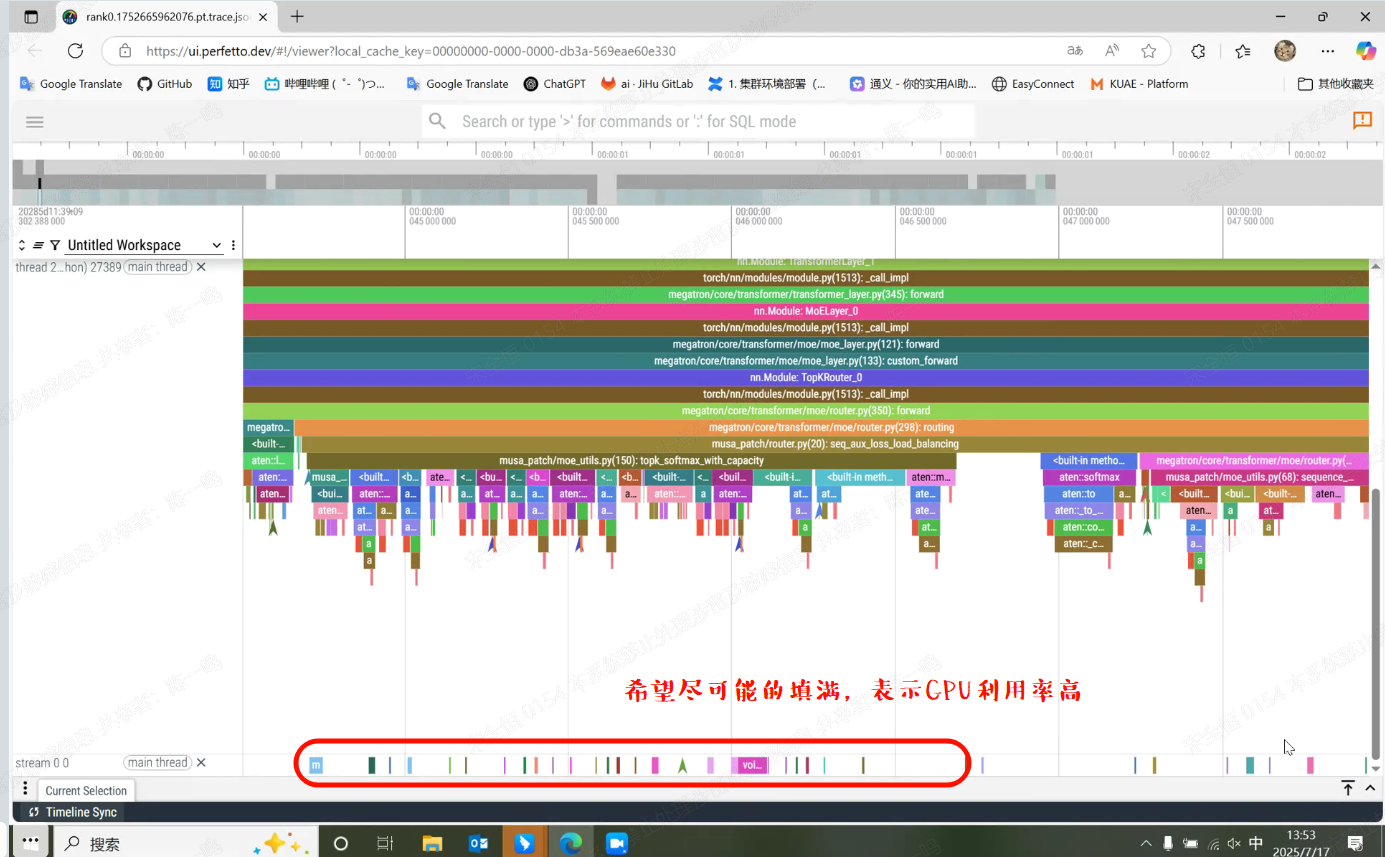 rank0.1752665962076.pt.trace.jso
https://ui.perfetto.dev/#!/viewer?local_cache_key=00000000-0000-0000-db3a-569eae60e330
Google Translate GitHub 知乎 哔哩哔哩 ( ゜- ゜)つ... Google Translate ChatGPT ai · JiHu GitLab 1. 集群环境部署 (... 通义 - 你的实用AI助... EasyConnect KUAE - Platform 其他收藏夹
Search or type '>' for commands or ':' for SQL mode
00:00:00 00:00:00 00:00:00 00:00:00 00:00:01 00:00:01 00:00:01 00:00:01 00:00:01 00:00:02 00:00:02
20285d11:39:09 00:00:00 00:00:00 00:00:00 00:00:00 00:00:00 00:00:00
302 388 000 045 000 000 045 500 000 046 000 000 046 500 000 047 000 000 047 500 000
Untitled Workspace
thread 2...hon) 27389 main thread
nn.Module: TransformerLayer_1
torch/nn/modules/module.py(1513): _call_impl
megatron/core/transformer/transformer_layer.py(345): forward
nn.Module: MoELayer_0
torch/nn/modules/module.py(1513): _call_impl
megatron/core/transformer/moe/moe_layer.py(121): forward
megatron/core/transformer/moe/moe_layer.py(133): custom_forward
nn.Module: TopKRouter_0
torch/nn/modules/module.py(1513): _call_impl
megatron/core/transformer/moe/router.py(350): forward
megatro... megatron/core/transformer/moe/router.py(298): routing
<built-... musa_patch/router.py(20): seq_aux_loss_load_balancing
aten::l... musa_patch/moe_utils.py(150): topk_softmax_with_capacity <built-in metho... megatron/core/transformer/moe/router.py(...
aten:... musa_... <built... <b... ate... <... <bu... <... <b... <built... <... <b... <built-... <... <buil... <built-i... <built-in meth... aten::m... aten::softmax musa_patch/moe_utils.py(68): sequence_...
aten... <bui... aten::... a... a... at... a... a... aten:... a... a... aten::... a aten:... at... at... ate... aten::to a... < <built... <bui... <built-... aten...
aten... at... a... a... a... a... a... a... a... ate... aten::_to_... aten... a at...
at... a... a at... aten::co... a... a
a a... aten::_c... a...
a a
希望尽可能的填满，表示GPU利用率高
stream 0 0 main thread m voi...
Current Selection
Timeline Sync
搜索
中
13:53
2025/7/17